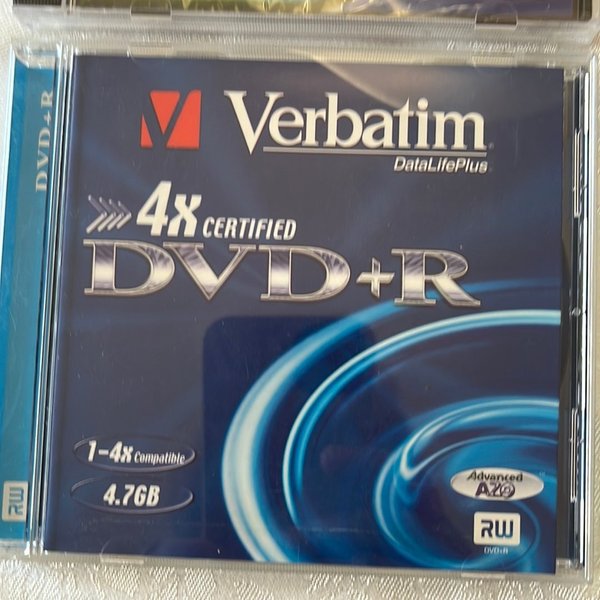 DVD+R
Verbatim
DataLifePlus
4x CERTIFIED
DVD+R
1-4x Compatible
4.7GB
Advanced
AZO
RW
RW
DVD+R